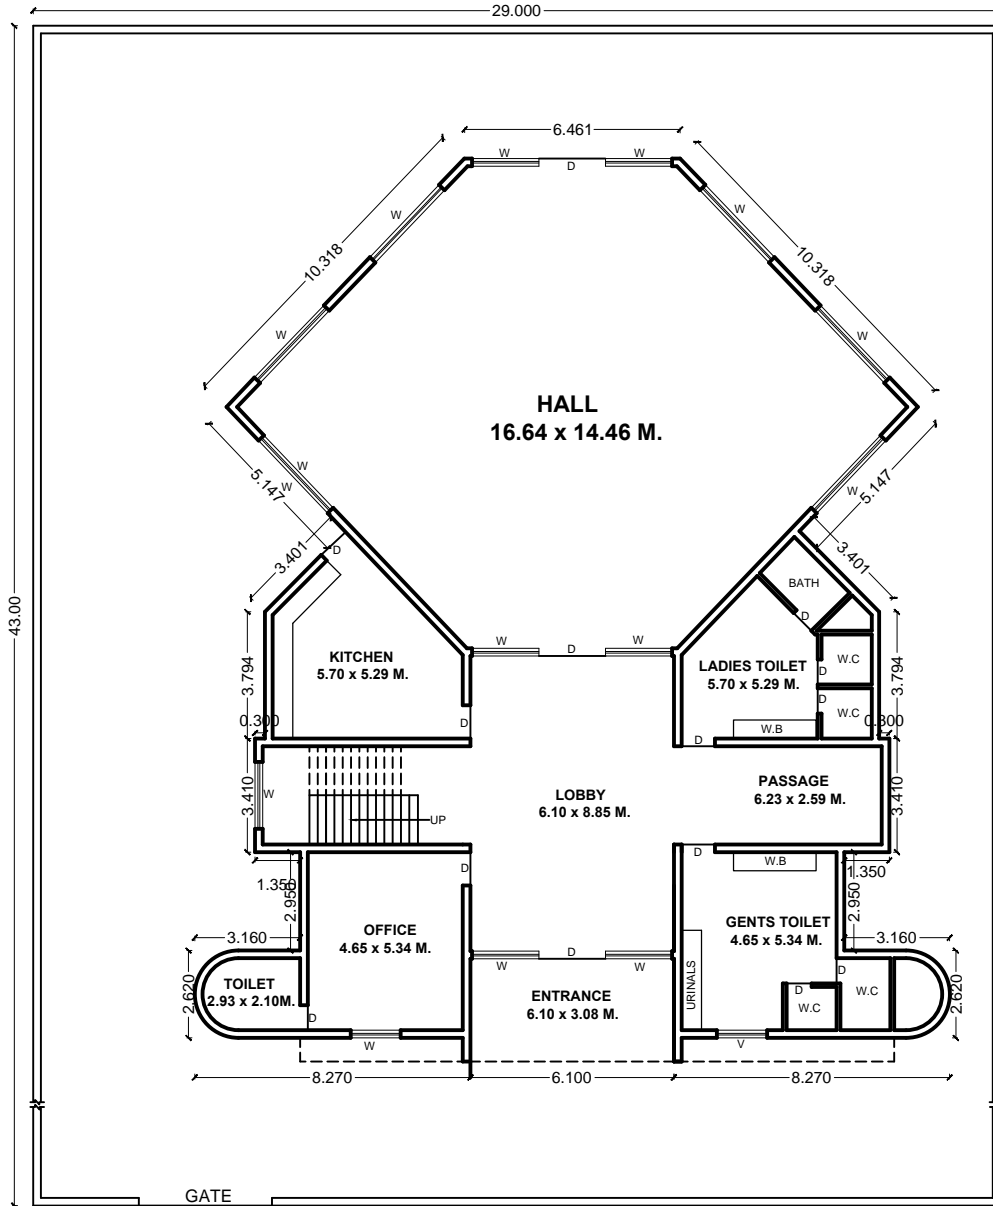 29.000
6.461
W
W
D
W
W
10.318
10.318
W
W
HALL
16.64 x 14.46 M.
43.00
W
W
W
5.147
5.147
D
3.401
3.401
BATH
D
W
D
W
KITCHEN
5.70 x 5.29 M.
LADIES TOILET
5.70 x 5.29 M.
W.C
D
D
W.C
3.794
3.794
0.300
0.300
D
W.B
D
3.410
W
LOBBY
6.10 x 8.85 M.
PASSAGE
6.23 x 2.59 M.
3.410
UP
D
D
W.B
1.350
1.350
2.950
2.950
OFFICE
4.65 x 5.34 M.
GENTS TOILET
4.65 x 5.34 M.
3.160
3.160
W
D
W
TOILET
2.93 x 2.10M.
2.620
ENTRANCE
6.10 x 3.08 M.
URINALS
D
D
W.C
W.C
2.620
D
W
V
8.270
6.100
8.270
GATE